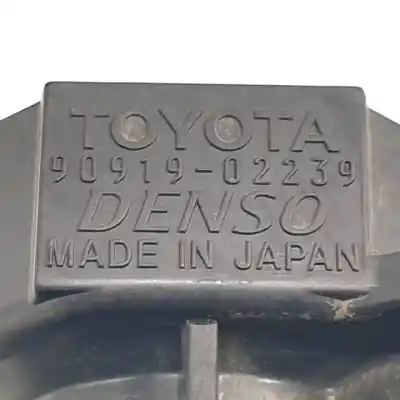 TOYOTA
90919-02239
DENSO
MADE IN JAPAN